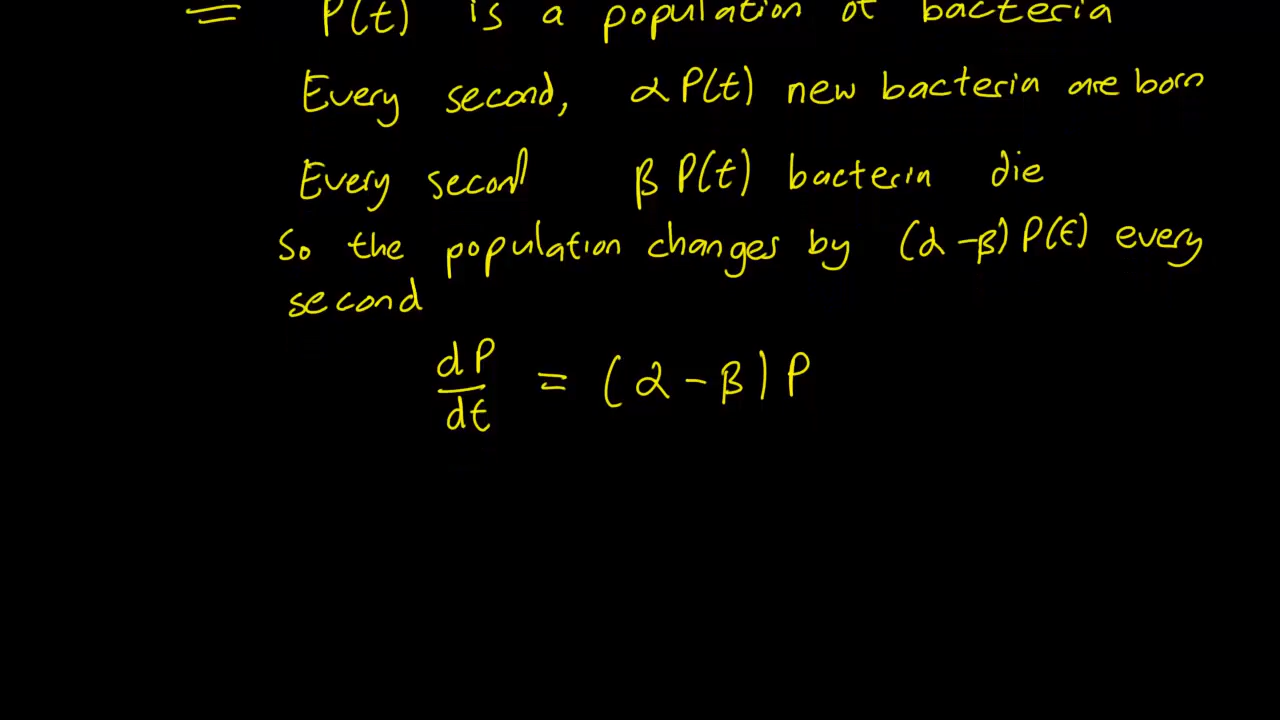 = P(t) is a population of bacteria
Every second, αP(t) new bacteria are born
Every second β P(t) bacteria die
So the population changes by (α-β) P(t) every
second
dP/dt = (α-β) P